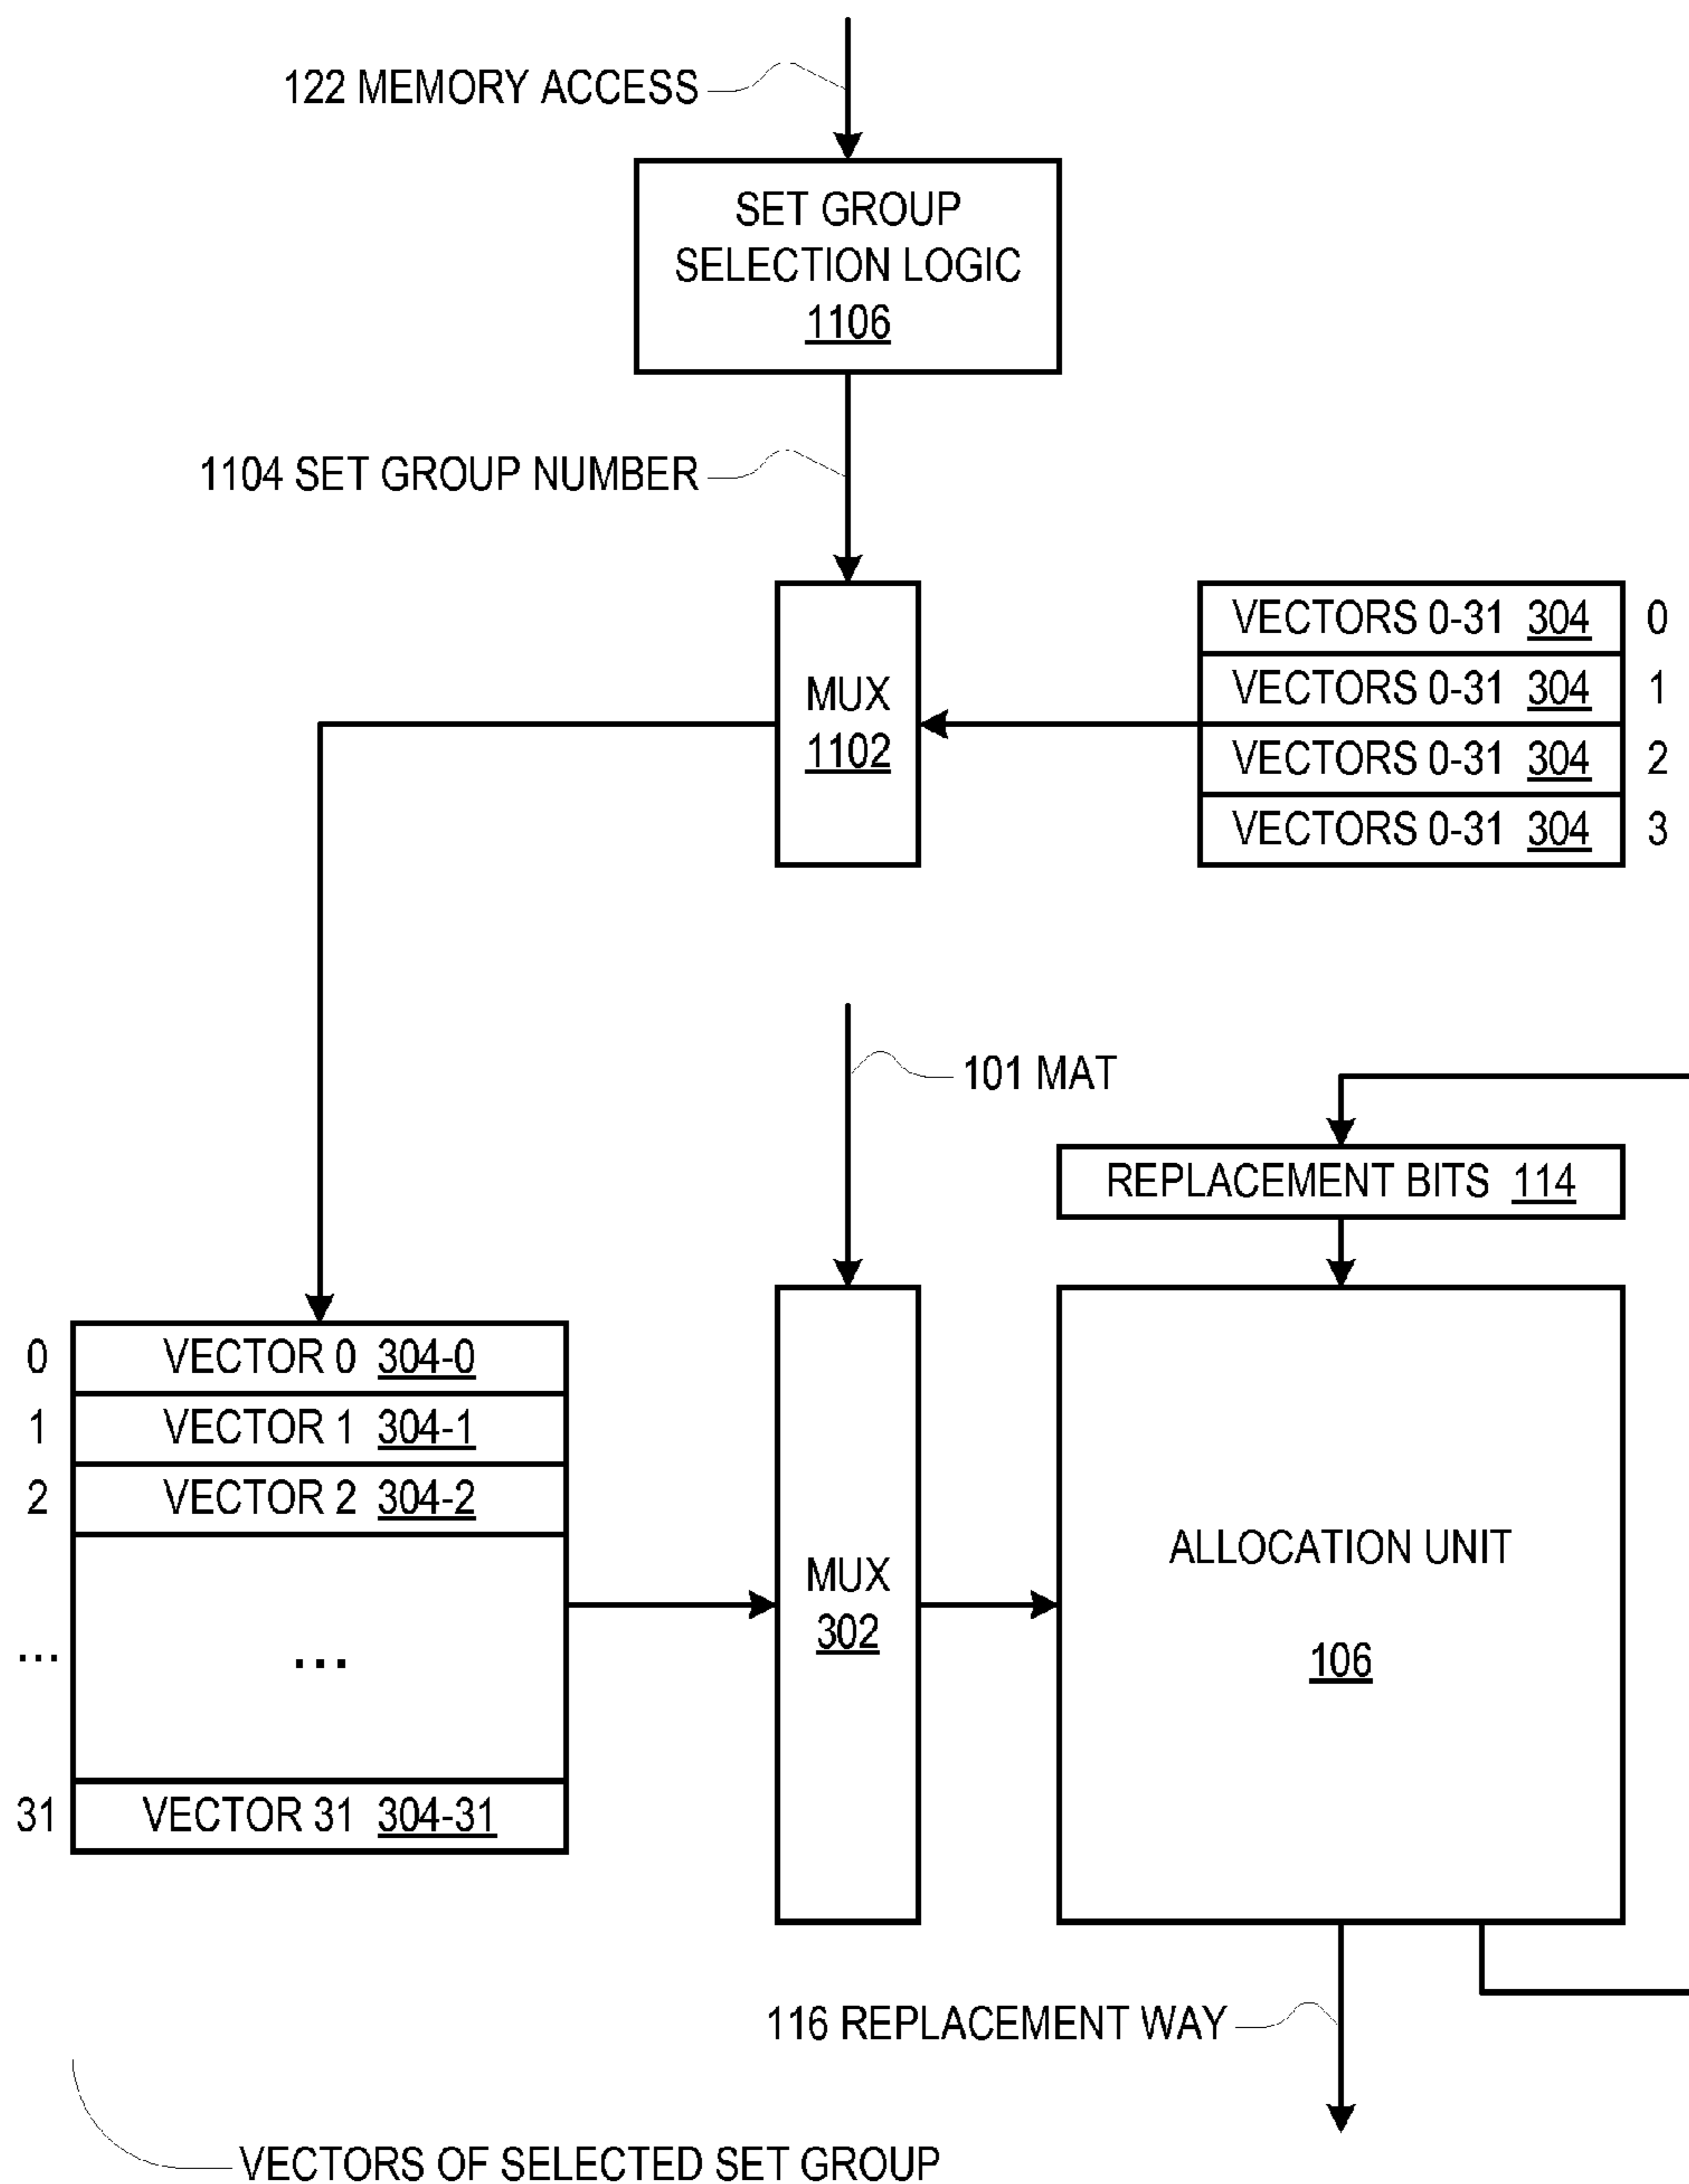 122 MEMORY ACCESS
SET GROUP
SELECTION LOGIC
1106
1104 SET GROUP NUMBER
MUX
1102
VECTORS 0-31 304 0
VECTORS 0-31 304 1
VECTORS 0-31 304 2
VECTORS 0-31 304 3
101 MAT
REPLACEMENT BITS 114
0 VECTOR 0 304-0
1 VECTOR 1 304-1
2 VECTOR 2 304-2
... ...
31 VECTOR 31 304-31
MUX
302
ALLOCATION UNIT
106
116 REPLACEMENT WAY
VECTORS OF SELECTED SET GROUP